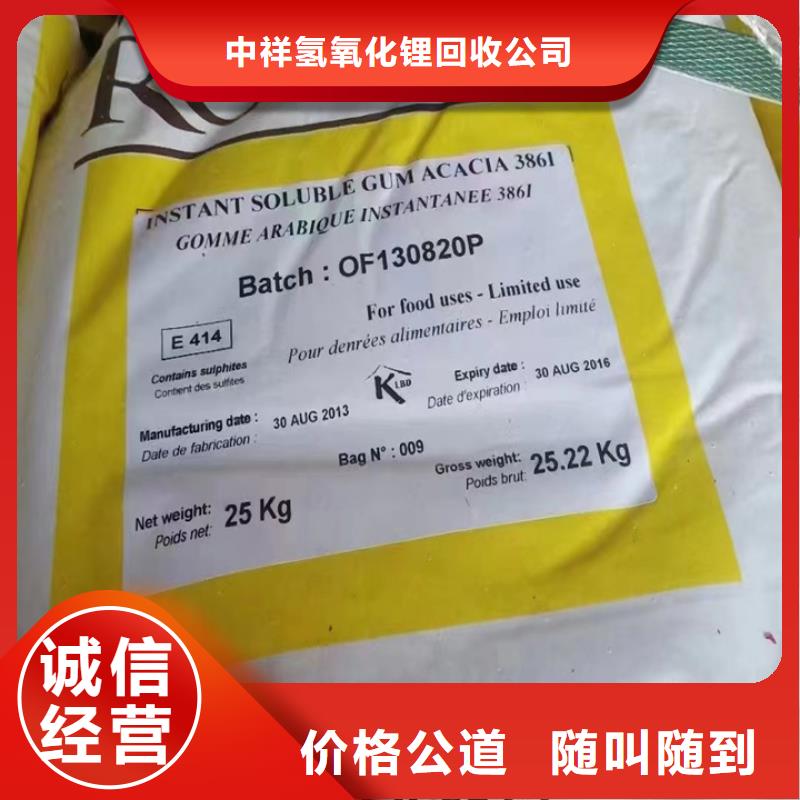 中祥氢氧化锂回收公司
INSTANT SOLUBLE GUM ACACIA 386I
GOMME ARABIQUE INSTANTANEE 386I
Batch : OF130820P
For food uses - Limited use
Pour denrées alimentaires - Emploi limité
E 414
Contains sulphites
Contient des sulfites
KLBD
Manufacturing date : 30 AUG 2013
Date de fabrication :
Expiry date : 30 AUG 2016
Date d'expiration :
Bag N° : 009
Net weight: 25 Kg
Poids net:
Gross weight: 25.22 Kg
Poids brut:
诚信
经营
价格公道 随叫随到